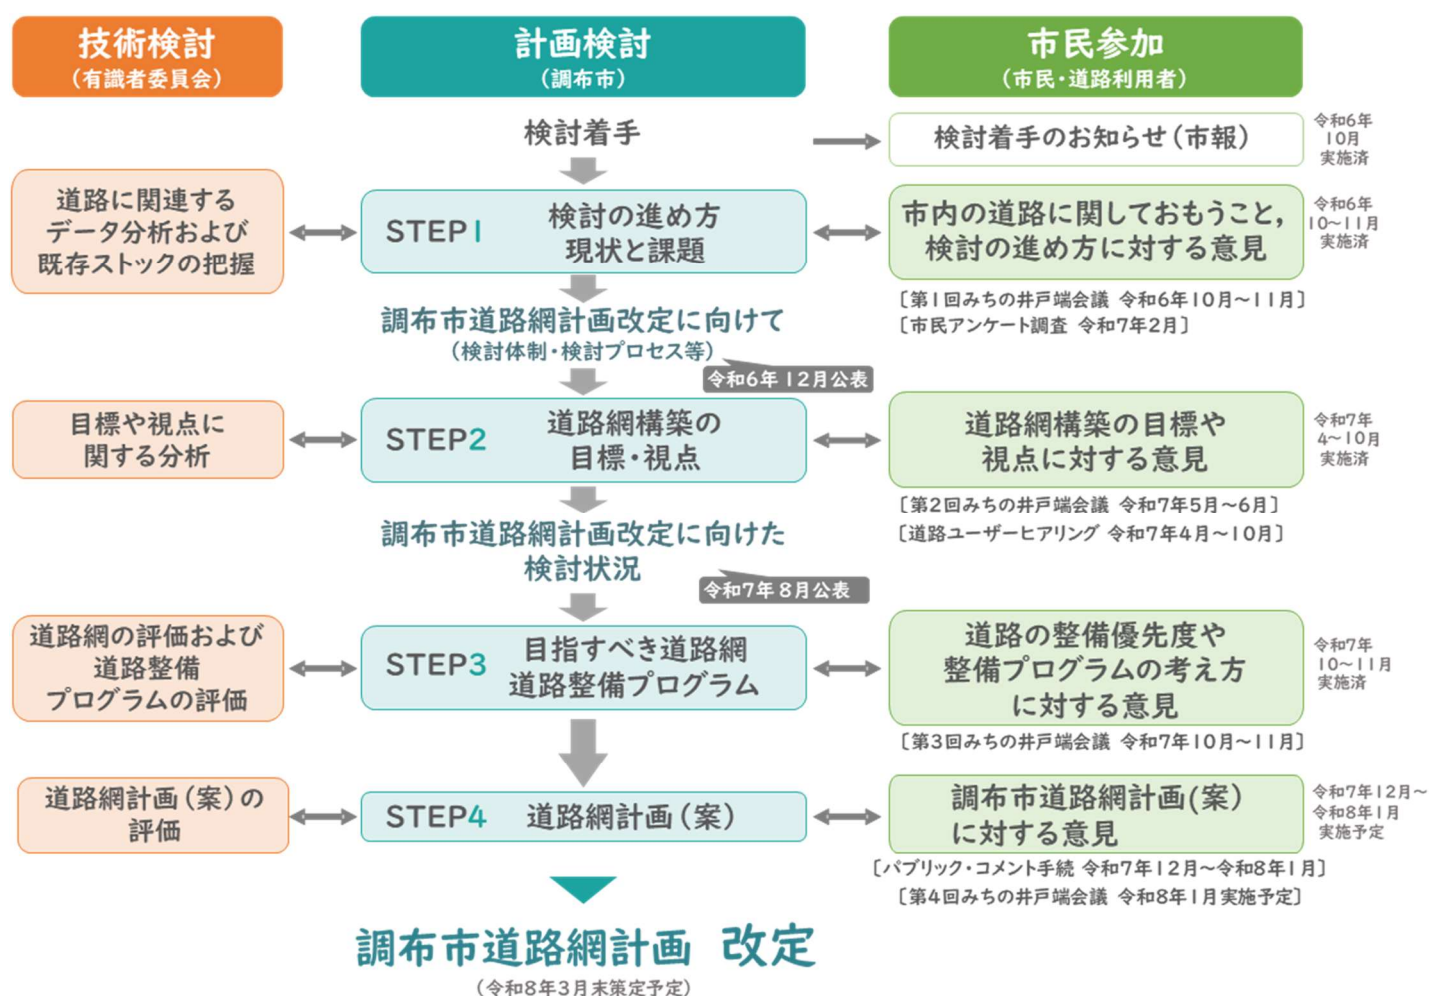 技術検討
(有識者委員会)
計画検討
(調布市)
市民参加
(市民・道路利用者)
検討着手
検討着手のお知らせ(市報)
令和6年
10月
実施済
道路に関連する
データ分析および
既存ストックの把握
STEP1
検討の進め方
現状と課題
市内の道路に関しておもうこと,
検討の進め方に対する意見
令和6年
10~11月
実施済
[第1回みちの井戸端会議 令和6年10月~11月]
[市民アンケート調査 令和7年2月]
調布市道路網計画改定に向けて
(検討体制・検討プロセス等)
令和6年12月公表
目標や視点に
関する分析
STEP2
道路網構築の
目標・視点
道路網構築の目標や
視点に対する意見
令和7年
4~10月
実施済
[第2回みちの井戸端会議 令和7年5月~6月]
[道路ユーザーヒアリング 令和7年4月~10月]
調布市道路網計画改定に向けた
検討状況
令和7年8月公表
道路網の評価および
道路整備
プログラムの評価
STEP3
目指すべき道路網
道路整備プログラム
道路の整備優先度や
整備プログラムの考え方
に対する意見
令和7年
10~11月
実施済
[第3回みちの井戸端会議 令和7年10月~11月]
道路網計画(案)の
評価
STEP4
道路網計画(案)
調布市道路網計画(案)
に対する意見
令和7年12月~
令和8年1月
実施予定
[パブリック・コメント手続 令和7年12月~令和8年1月]
[第4回みちの井戸端会議 令和8年1月実施予定]
調布市道路網計画 改定
(令和8年3月末策定予定)